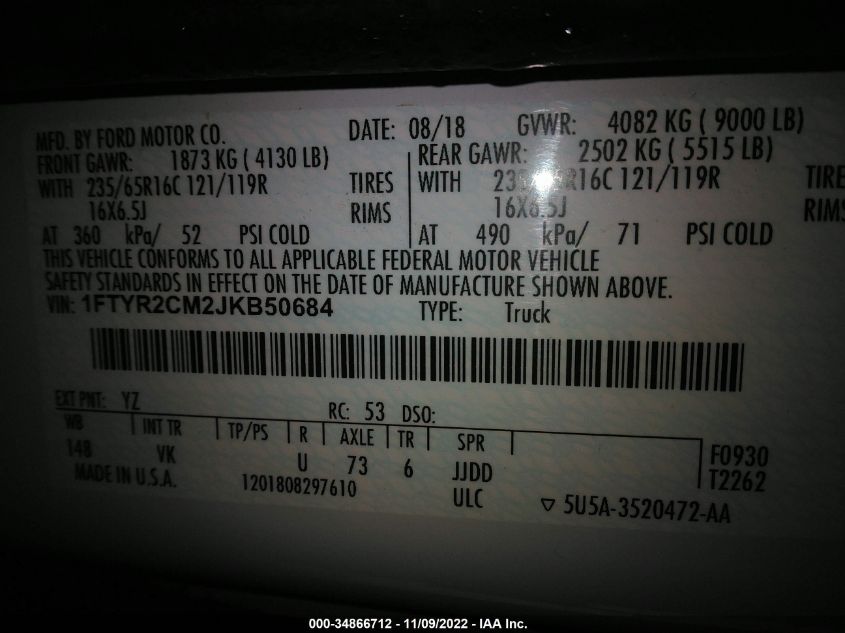 MFD. BY FORD MOTOR CO. DATE: 08/18 GVWR: 4082 KG ( 9000 LB)
FRONT GAWR: 1873 KG ( 4130 LB) REAR GAWR: 2502 KG ( 5515 LB)
WITH 235/65R16C 121/119R TIRES WITH 235/65R16C 121/119R TIRE
16X6.5J RIMS 16X6.5J RIMS
AT 360 kPa/ 52 PSI COLD AT 490 kPa/ 71 PSI COLD
THIS VEHICLE CONFORMS TO ALL APPLICABLE FEDERAL MOTOR VEHICLE
SAFETY STANDARDS IN EFFECT ON THE DATE OF MANUFACTURE SHOWN ABOVE.
VIN: 1FTYR2CM2JKB50684 TYPE: Truck
EXT PNT: YZ RC: 53 DSO:
WB INT TR TP/PS R AXLE TR SPR
148 VK U 73 6 JJDD F0930
MADE IN U.S.A. 1201808297610 ULC T2262
▽ 5U5A-3520472-AA
000-34866712 - 11/09/2022 - IAA Inc.